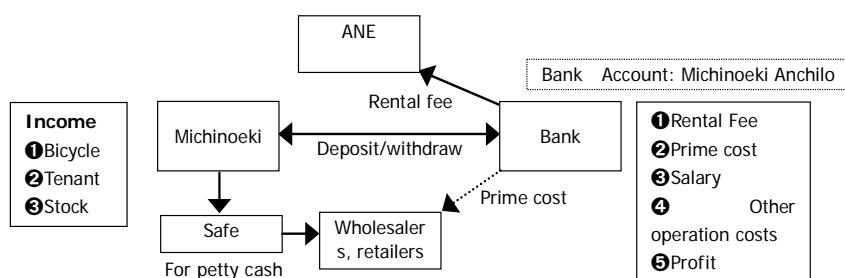 ANE
Bank Account: Michinoeki Anchilo
Rental fee
Income
❶Bicycle
❷Tenant
❸Stock
Michinoeki
Deposit/withdraw
Bank
❶Rental Fee
❷Prime cost
❸Salary
❹ Other
operation costs
❺Profit
Prime cost
Safe
Wholesaler
s, retailers
For petty cash